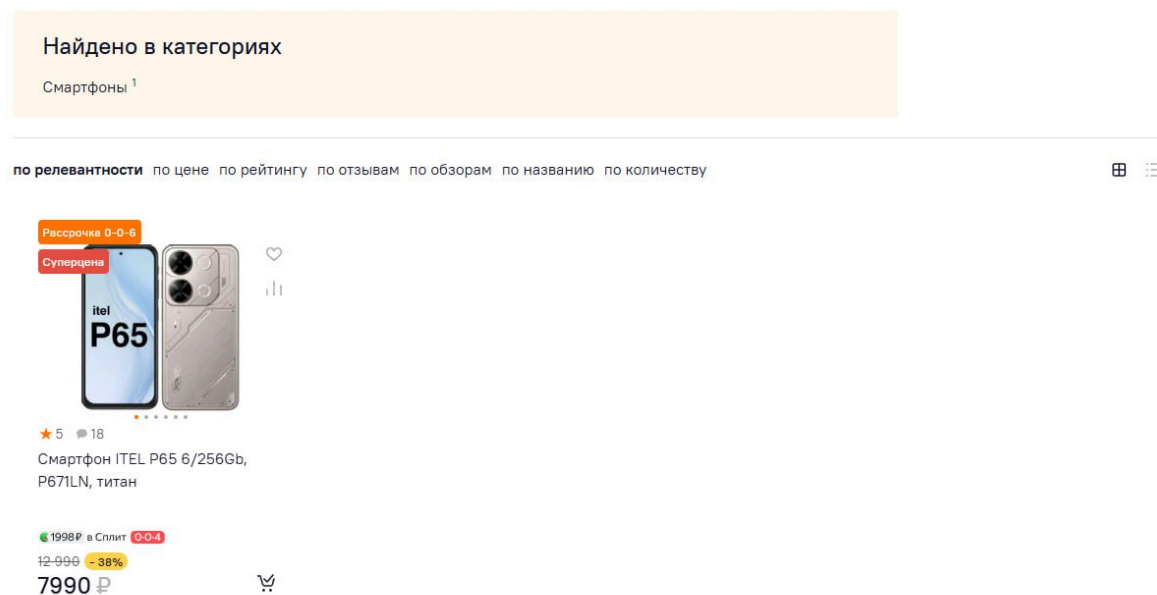 Найдено в категориях
Смартфоны 1
по релевантности по цене по рейтингу по отзывам по обзорам по названию по количеству
Рассрочка 0-0-6
Суперцена
itel
P65
5 18
Смартфон ITEL P65 6/256Gb,
P671LN, титан
1998₽ в Сплит 0-0-4
12 990 - 38%
7990 ₽